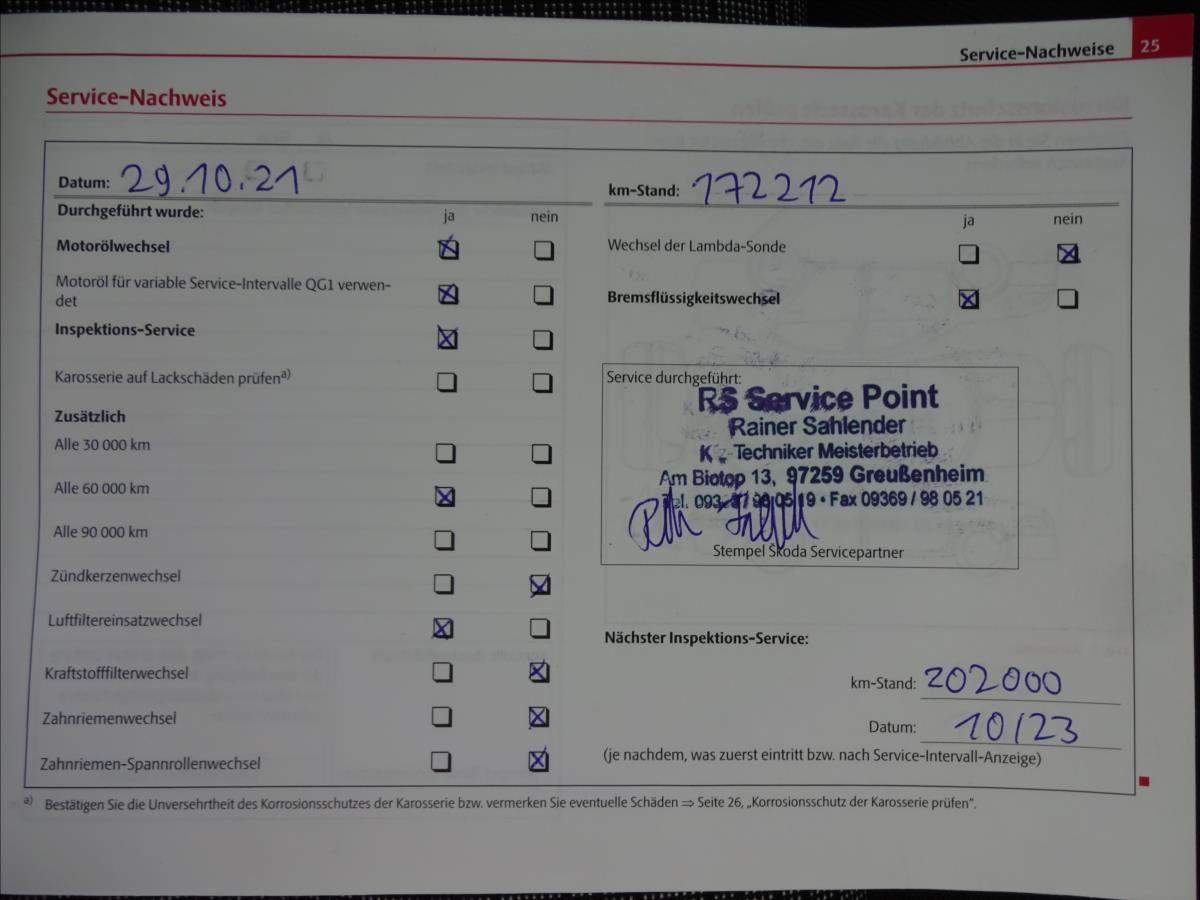 Service-Nachweise 25
Service-Nachweis
Datum: 29.10.21
km-Stand: 172212
Durchgeführt wurde: ja nein
ja nein
Motorölwechsel
Wechsel der Lambda-Sonde
Motoröl für variable Service-Intervalle QG1 verwen-
det
Bremsflüssigkeitswechsel
Inspektions-Service
Karosserie auf Lackschäden prüfena)
Zusätzlich
Alle 30 000 km
Alle 60 000 km
Alle 90 000 km
Zündkerzenwechsel
Luftfiltereinsatzwechsel
Kraftstofffilterwechsel
Zahnriemenwechsel
Zahnriemen-Spannrollenwechsel
Service durchgeführt:
RS Service Point
Rainer Sahlender
Techniker Meisterbetrieb
Am Biotop 13, 97259 Greußenheim
Fax 09369 / 98 05 21
Stempel Škoda Servicepartner
Nächster Inspektions-Service:
km-Stand: 202000
Datum: 10/23
(je nachdem, was zuerst eintritt bzw. nach Service-Intervall-Anzeige)
a) Bestätigen Sie die Unversehrtheit des Korrosionsschutzes der Karosserie bzw. vermerken Sie eventuelle Schäden ⇒ Seite 26, „Korrosionsschutz der Karosserie prüfen“.